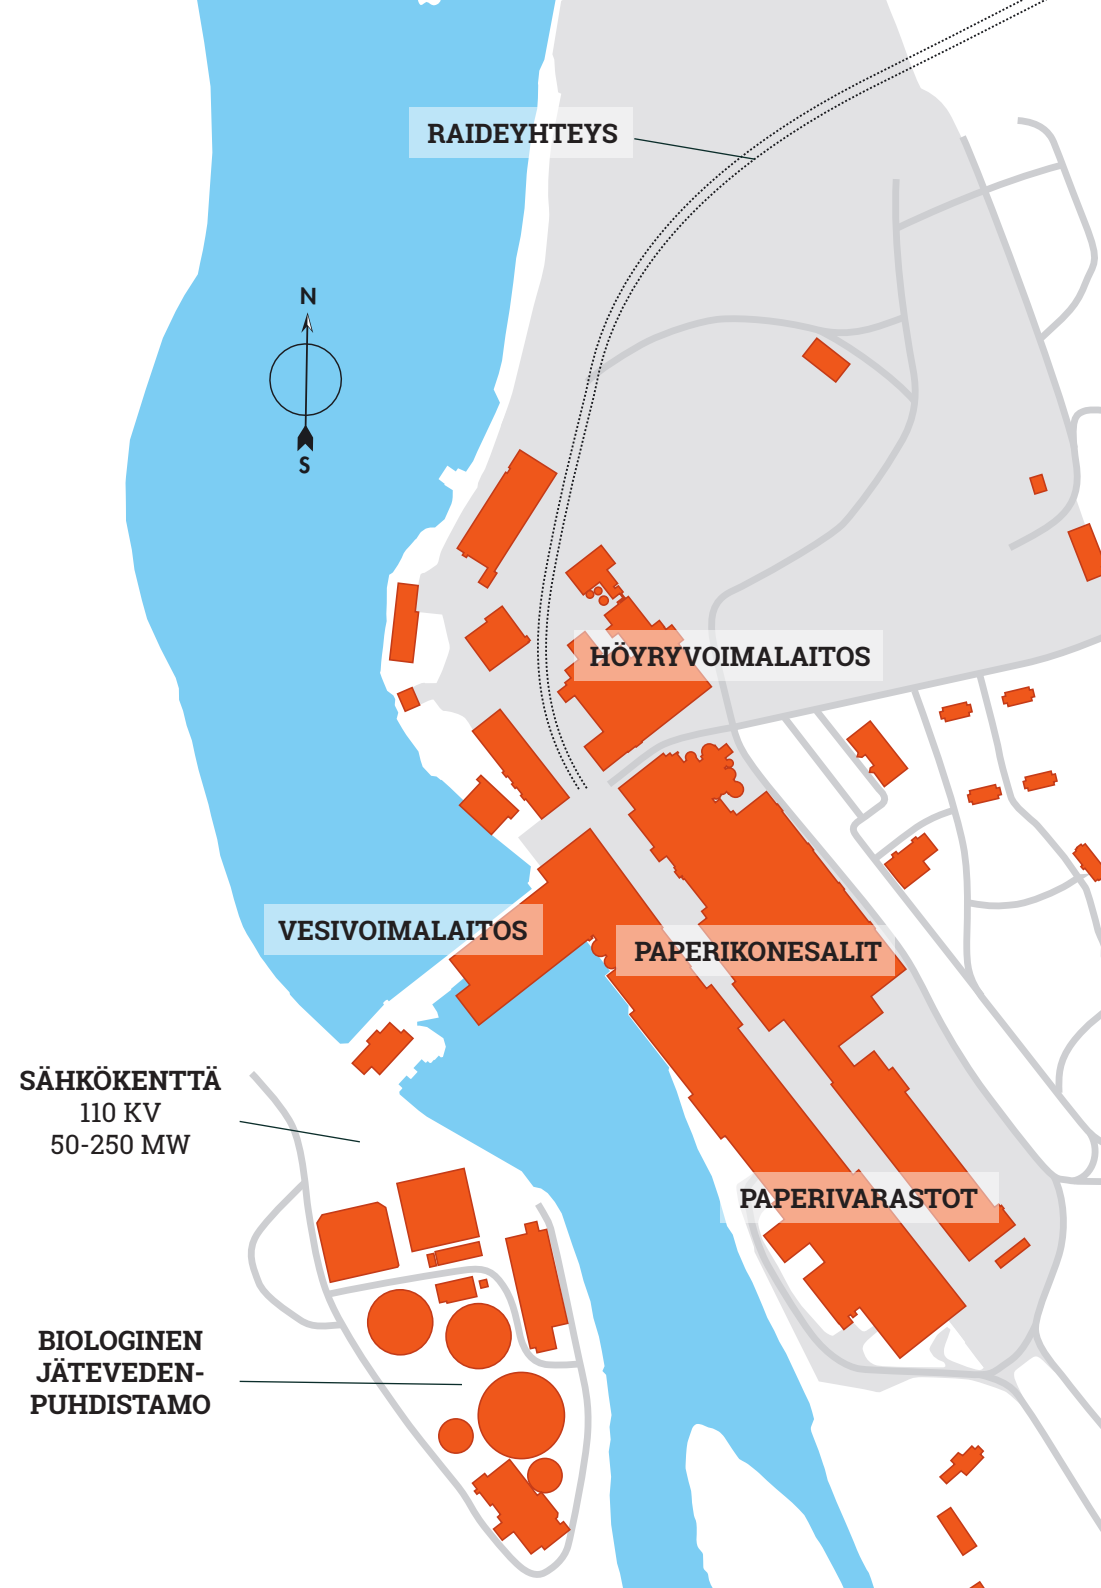 RAIDEYHTEYS
N
S
HÖYRYVOIMALAITOS
VESIVOIMALAITOS
PAPERIKONESALIT
SÄHKÖKENTTÄ
110 KV
50-250 MW
PAPERIVARASTOT
BIOLOGINEN
JÄTEVEDEN-
PUHDISTAMO